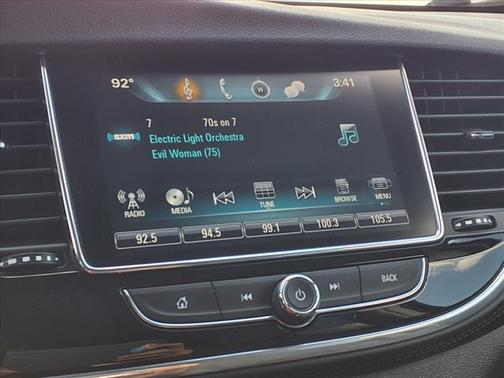 92° W 3:41
7 70s on 7
sxm Electric Light Orchestra
Evil Woman (75)
RADIO MEDIA TUNE BROWSE MENU
92.5 94.5 99.1 100.3 105.5
BACK